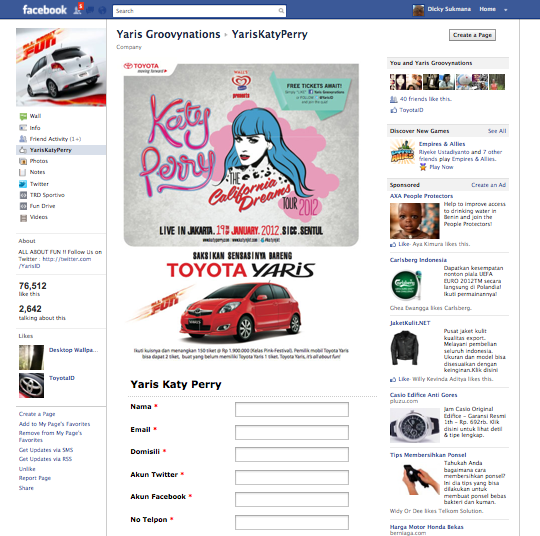 facebook
Search
Dicky Sukmana
Home
Yaris Groovynations › YarisKatyPerry
Company
Create a Page
FUN
Wall
Info
Friend Activity (1+)
YarisKatyPerry
Photos
Notes
Twitter
TRD Sportivo
Fun Drive
Videos
About
ALL ABOUT FUN !! Follow Us on
Twitter : http://twitter.com
/YarisID
76,512
like this
2,642
talking about this
Likes
Desktop Wallpa...
ToyotaID
Create a Page
Add to My Page's Favorites
Remove from My Page's
Favorites
Get Updates via SMS
Get Updates via RSS
Unlike
Report Page
Share
TOYOTA
moving forward
WALL'S
presents
FREE TICKETS AWAIT!
Katy
Perry
The
California
Dreams
TOUR 2012
LIVE IN JAKARTA. 19TH JANUARY. 2012. SICC. SENTUL
SAKSIKAN SENSASINYA BARENG
TOYOTA YARIS
FUN
Ikuti kuisnya dan menangkan 150 tiket @ Rp 1.900.000 (Kelas Pink-Festival). Pemilik mobil Toyota Yaris
bisa dapat 2 tiket, buat yang belum memiliki Toyota Yaris 1 tiket. Toyota Yaris, it's all about fun!
Yaris Katy Perry
Nama *
Email *
Domisili *
Akun Twitter *
Akun Facebook *
No Telpon *
You and Yaris Groovynations
40 friends like this.
ToyotaID
Discover New Games
See All
Empires & Allies
Riyeke Ustadiyanto and 7 other
friends play Empires & Allies.
Play Now
Sponsored
Create an Ad
AXA People Protectors
Help to improve access
to drinking water in
Benin and join the
People Protectors!
Like · Aya Kimura likes this.
Carlsberg Indonesia
Dapatkan kesempatan
nonton piala UEFA
EURO 2012TM secara
langsung di Polandia!
Ikuti permainannya!
Ghea Ewangga likes Carlsberg.
JaketKulit.NET
Pusat jaket kulit
kualitas export.
Melayani pembelian
seluruh indonesia.
Ukuran dan model bisa
disesuaikan dengan
keinginan.Klik disini
Like · Willy Kevinda Aditya likes this.
Casio Edifice Anti Gores
pluzu.com
Jam Casio Original
Edifice – Garansi Resmi
1th – Rp. 692rb. Klik
disini untuk lihat detil
& tipe lengkap.
Tips Membersihkan Ponsel
Tahukah Anda
bagaimana cara
membersihkan ponsel?
Ini dia tips yang bisa
dilakukan untuk
membuat ponsel bebas
bakteri dan kuman.
Widy Or Dee likes Telkom Solution.
Harga Motor Honda Bekas
berniaga.com